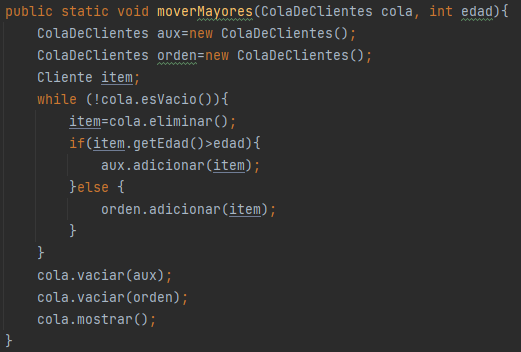 public static void moverMayores(ColaDeClientes cola, int edad){
    ColaDeClientes aux=new ColaDeClientes();
    ColaDeClientes orden=new ColaDeClientes();
    Cliente item;
    while (!cola.esVacio()){
        item=cola.eliminar();
        if(item.getEdad()>edad){
            aux.adicionar(item);
        }else {
            orden.adicionar(item);
        }
    }
    cola.vaciar(aux);
    cola.vaciar(orden);
    cola.mostrar();
}